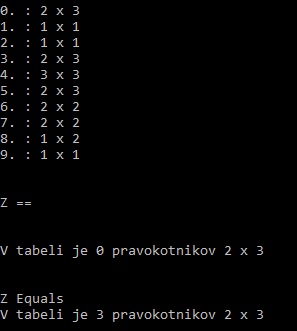 0. : 2 x 3
1. : 1 x 1
2. : 1 x 1
3. : 2 x 3
4. : 3 x 3
5. : 2 x 3
6. : 2 x 2
7. : 2 x 2
8. : 1 x 2
9. : 1 x 1
Z ==
V tabeli je 0 pravokotnikov 2 x 3
Z Equals
V tabeli je 3 pravokotnikov 2 x 3